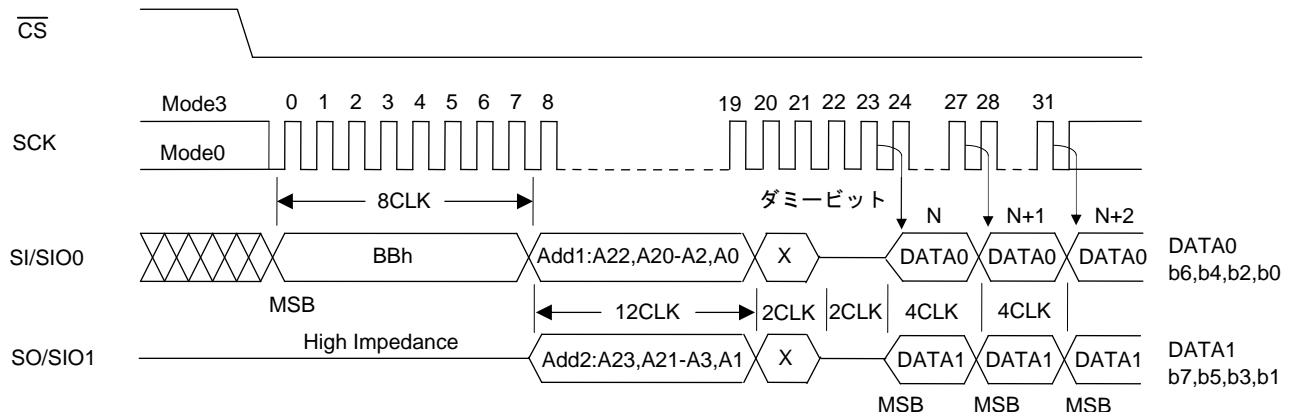 CS
Mode3 0 1 2 3 4 5 6 7 8 19 20 21 22 23 24 27 28 31
SCK
Mode0
8CLK ダミービット N N+1 N+2
SI/SIO0 BBh Add1:A22,A20-A2,A0 X DATA0 DATA0 DATA0 DATA0
b6,b4,b2,b0
MSB 12CLK 2CLK 2CLK 4CLK 4CLK
High Impedance
SO/SIO1 Add2:A23,A21-A3,A1 X DATA1 DATA1 DATA1 DATA1
b7,b5,b3,b1
MSB MSB MSB